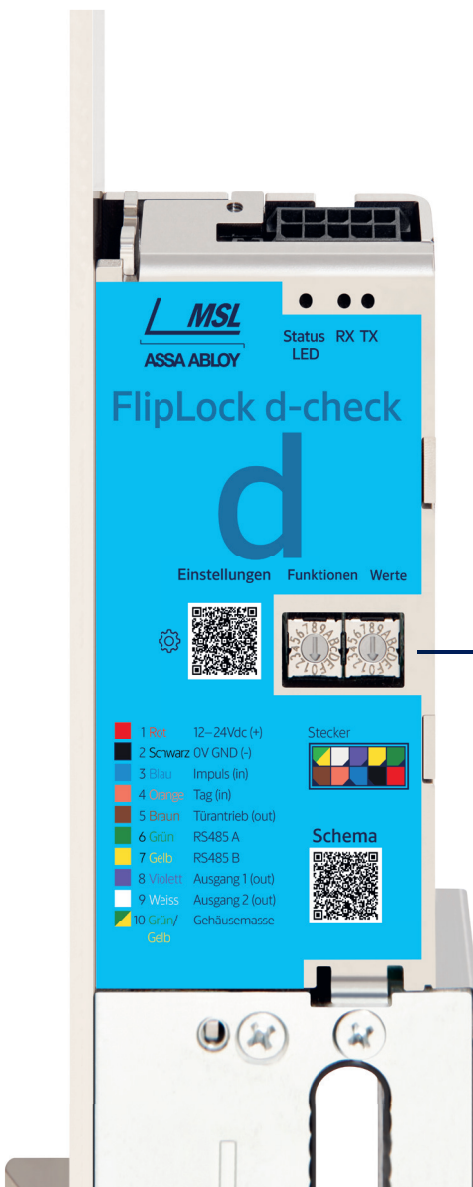 MSL
ASSA ABLOY
Status RX TX
LED
FlipLock d-check
d
Einstellungen Funktionen Werte
1 Rot 12–24Vdc (+)
2 Schwarz 0V GND (-)
3 Blau Impuls (in)
4 Orange Tag (in)
5 Braun Türantrieb (out)
6 Grün RS485 A
7 Gelb RS485 B
8 Violett Ausgang 1 (out)
9 Weiss Ausgang 2 (out)
10 Grün/ Gehäusemasse
Gelb
Stecker
Schema